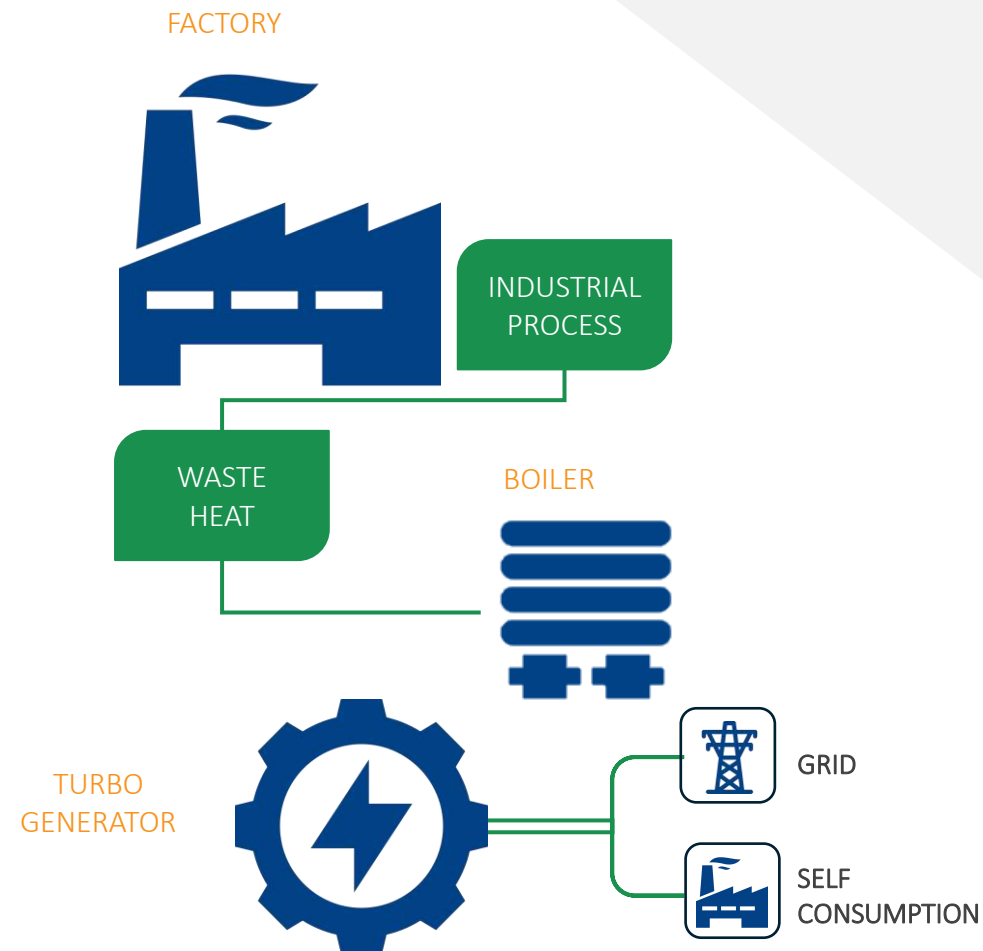 FACTORY
INDUSTRIAL
PROCESS
WASTE
HEAT
BOILER
TURBO
GENERATOR
GRID
SELF
CONSUMPTION